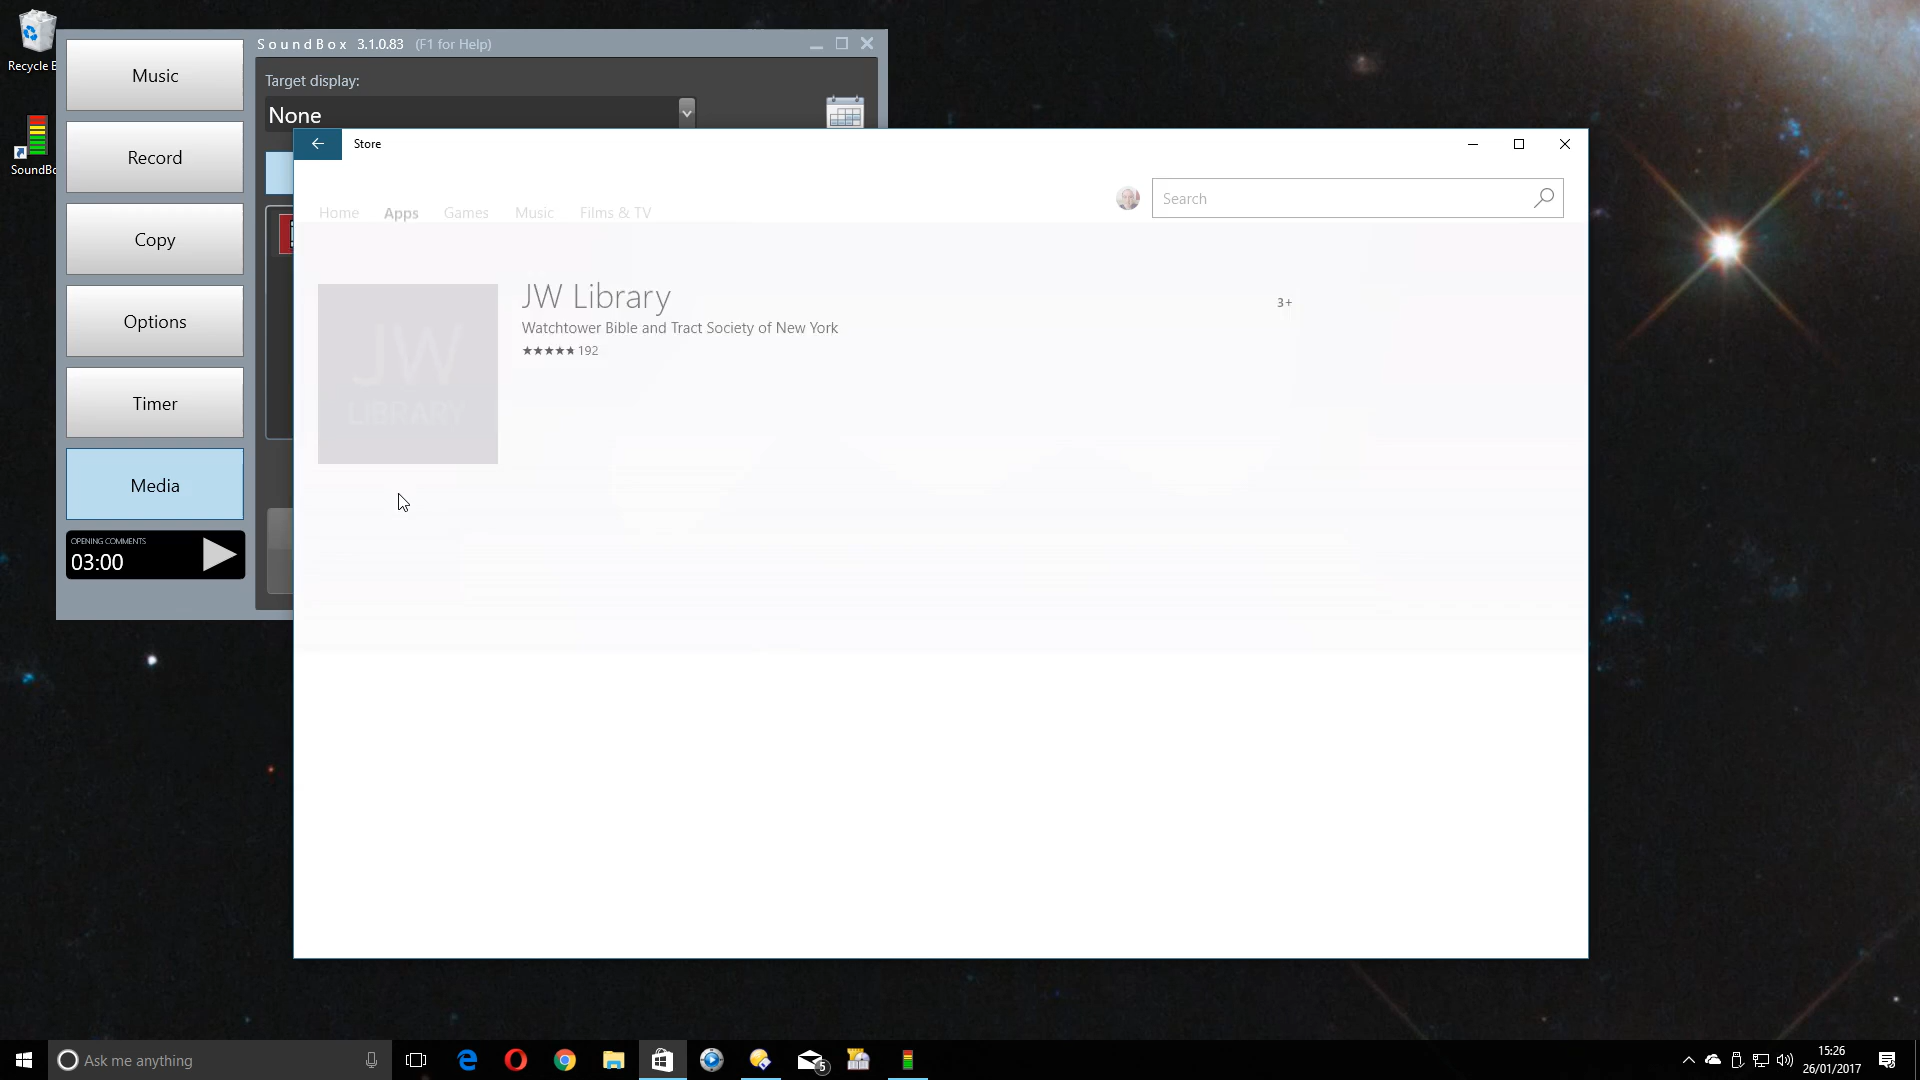 Recycle B
SoundBo
SoundBox 3.1.0.83 (F1 for Help)
Music
Record
Copy
Options
Timer
Media
OPENING COMMENTS
03:00
Target display:
None
Store
Home Apps Games Music Films & TV
Search
JW
LIBRARY
JW Library
Watchtower Bible and Tract Society of New York
192
3+
Ask me anything
5
15:26
26/01/2017